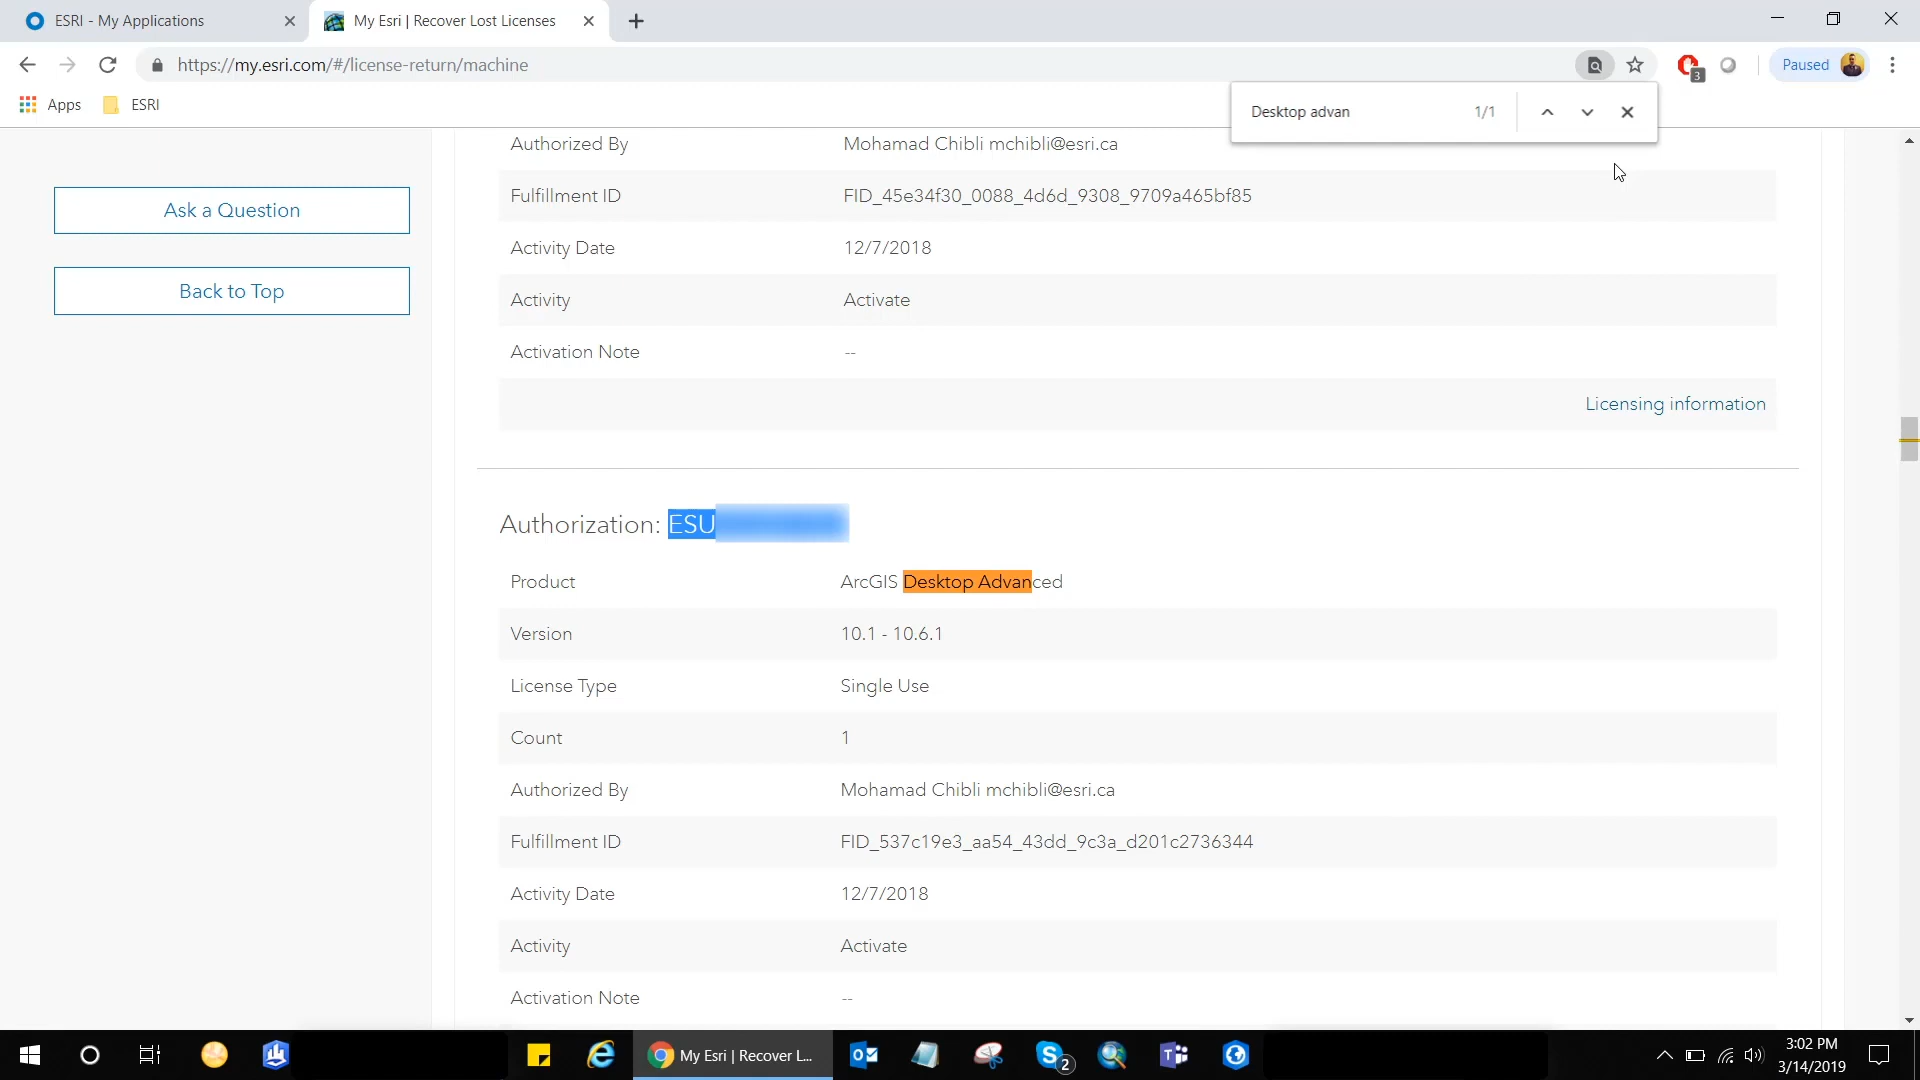 ESRI - My Applications
My Esri | Recover Lost Licenses
https://my.esri.com/#/license-return/machine
3
Paused
Apps
ESRI
Desktop advan
1/1
Ask a Question
Back to Top
Authorized By Mohamad Chibli mchibli@esri.ca
Fulfillment ID FID_45e34f30_0088_4d6d_9308_9709a465bf85
Activity Date 12/7/2018
Activity Activate
Activation Note --
Licensing information
Authorization: ESU
Product ArcGIS Desktop Advanced
Version 10.1 - 10.6.1
License Type Single Use
Count 1
Authorized By Mohamad Chibli mchibli@esri.ca
Fulfillment ID FID_537c19e3_aa54_43dd_9c3a_d201c2736344
Activity Date 12/7/2018
Activity Activate
Activation Note --
My Esri | Recover L...
2
3:02 PM
3/14/2019